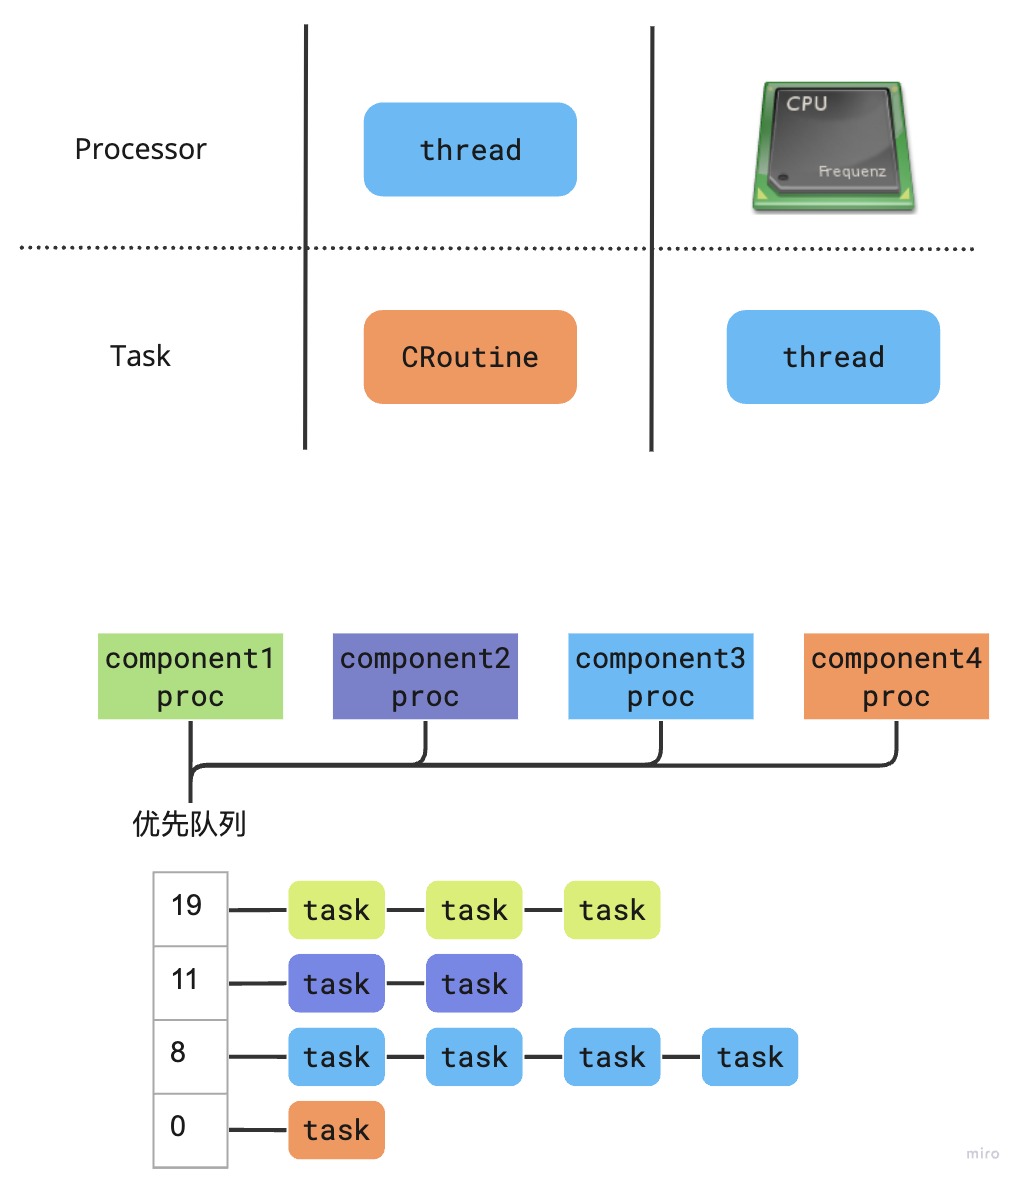 Processor
thread
CPU
Frequenz
Task
CRoutine
thread
component1
proc
component2
proc
component3
proc
component4
proc
优先队列
19
task
task
task
11
task
task
8
task
task
task
task
0
task
miro